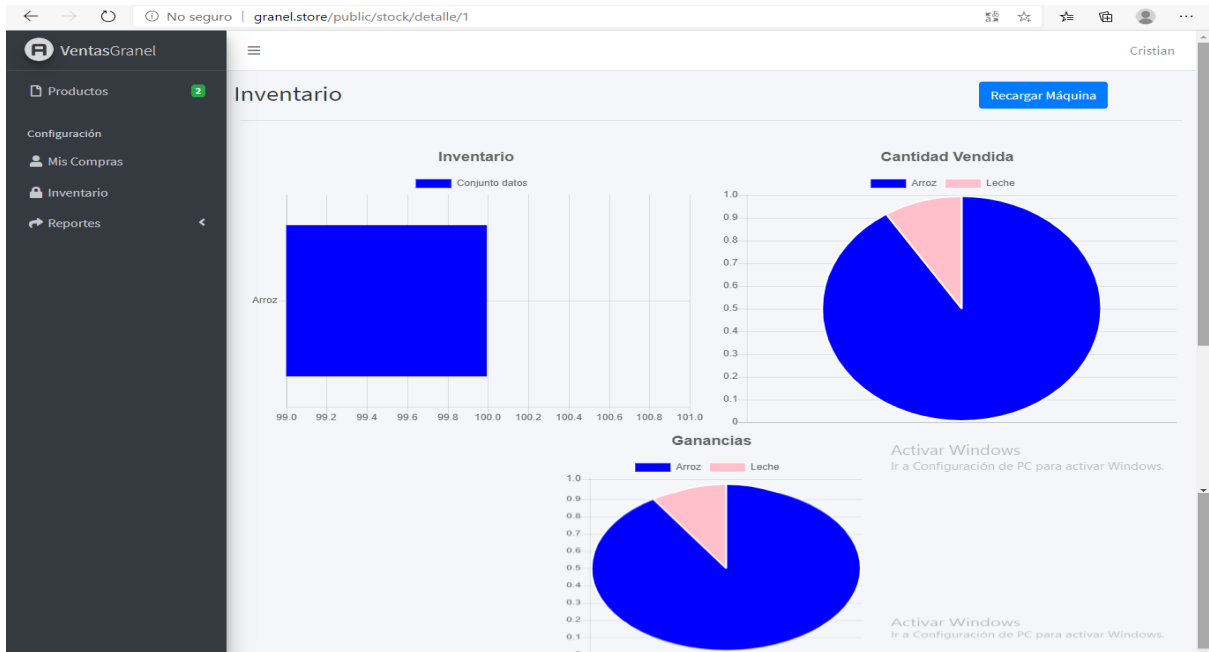 No seguro | granel.store/public/stock/detalle/1
VentasGranel
Cristian
Productos 2
Configuración
Mis Compras
Inventario
Reportes
Inventario
Recargar Máquina
Inventario
Conjunto datos
Arroz
99.0 99.2 99.4 99.6 99.8 100.0 100.2 100.4 100.6 100.8 101.0
Cantidad Vendida
Arroz Leche
1.0
0.9
0.8
0.7
0.6
0.5
0.4
0.3
0.2
0.1
0
Ganancias
Arroz Leche
1.0
0.9
0.8
0.7
0.6
0.5
0.4
0.3
0.2
0.1
Activar Windows
Ir a Configuración de PC para activar Windows.
Activar Windows
Ir a Configuración de PC para activar Windows.